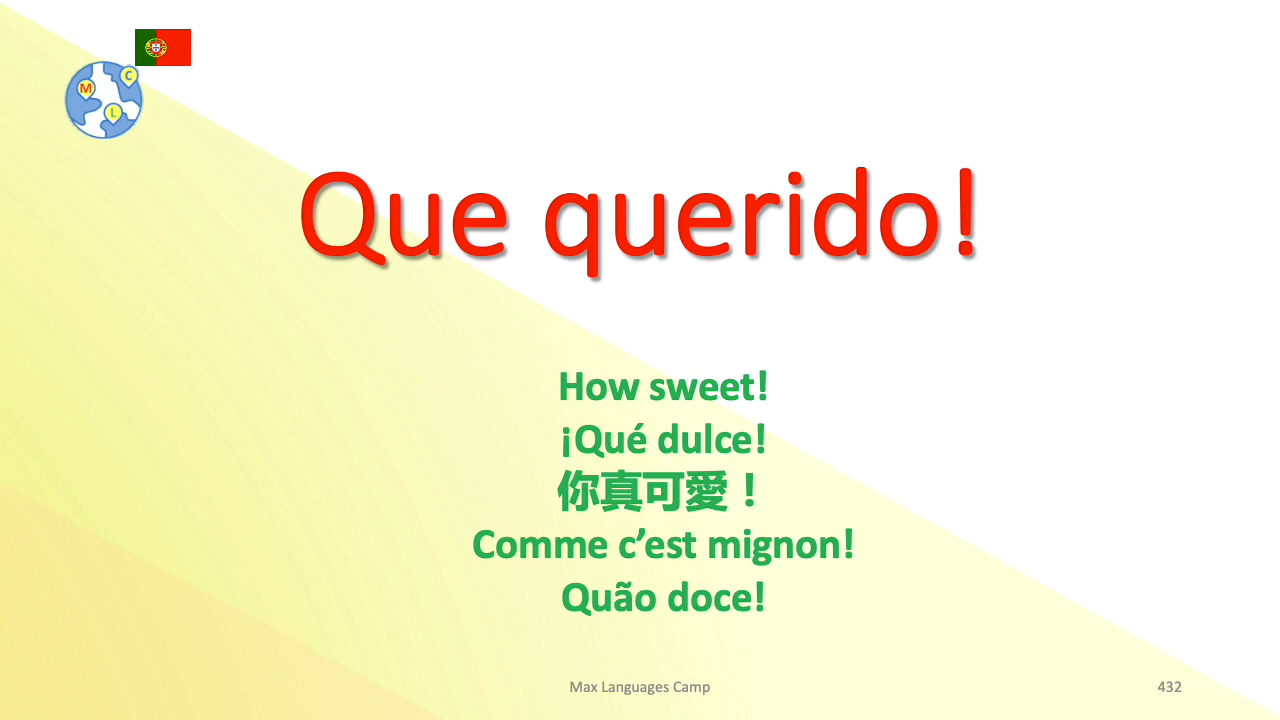 M
C
L
Que querido!
How sweet!
¡Qué dulce!
你真可愛！
Comme c’est mignon!
Quão doce!
Max Languages Camp
432